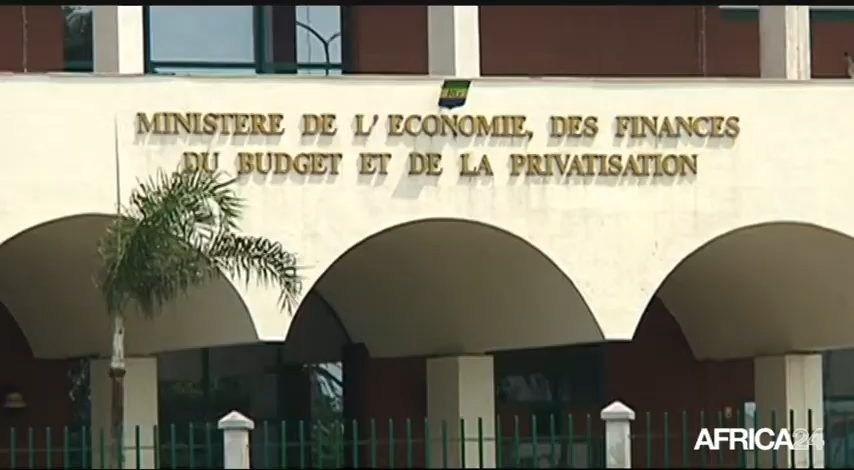 MINISTERE DE L'ECONOMIE, DES FINANCES
DU BUDGET ET DE LA PRIVATISATION
AFRICA24